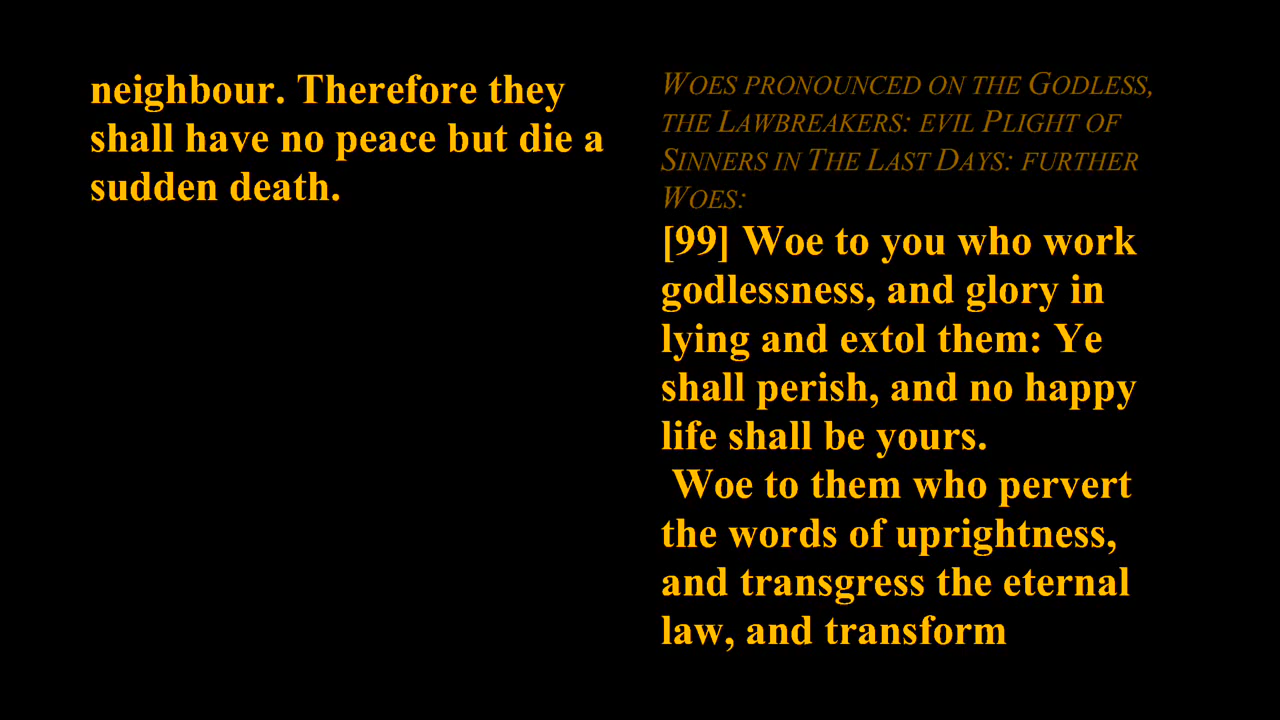 neighbour. Therefore they
shall have no peace but die a
sudden death.
WOES PRONOUNCED ON THE GODLESS,
THE LAWBREAKERS: EVIL PLIGHT OF
SINNERS IN THE LAST DAYS: FURTHER
WOES:
[99] Woe to you who work
godlessness, and glory in
lying and extol them: Ye
shall perish, and no happy
life shall be yours.
Woe to them who pervert
the words of uprightness,
and transgress the eternal
law, and transform